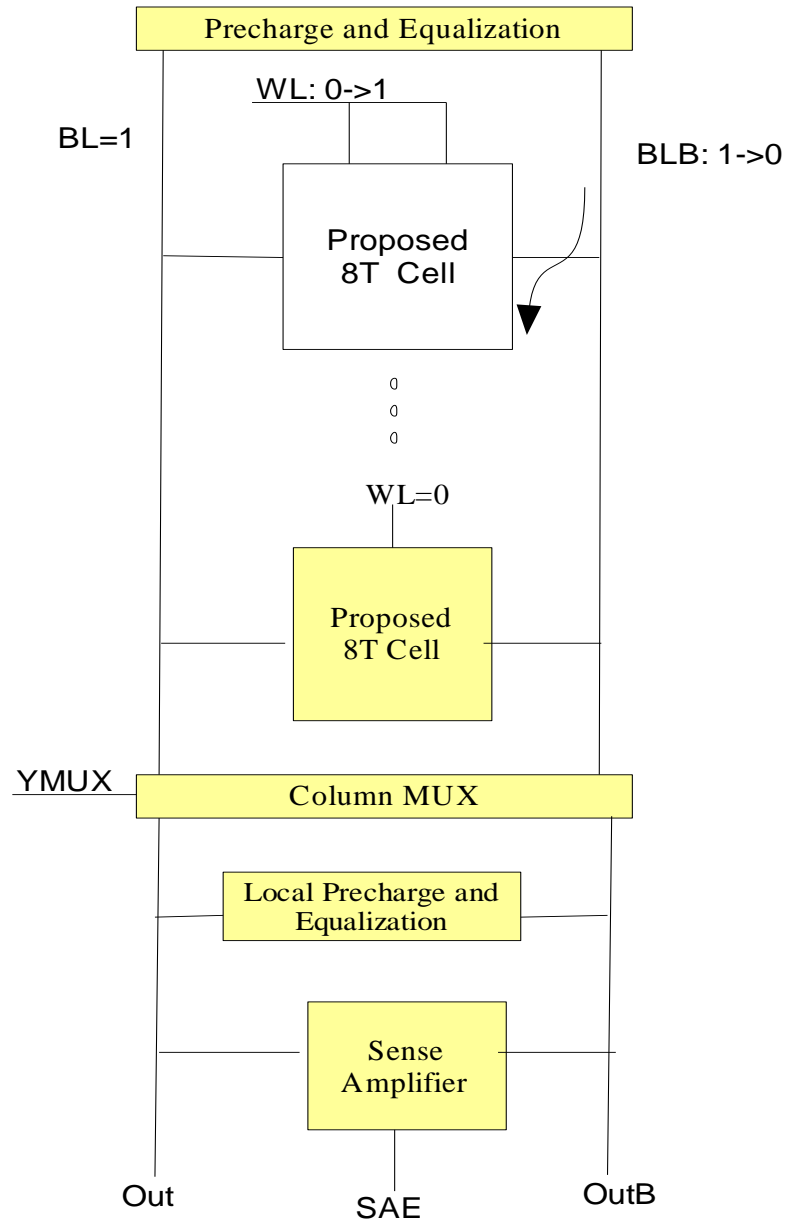 Precharge and Equalization
WL: 0->1
BL=1
BLB: 1->0
Proposed
8T Cell
WL=0
Proposed
8T Cell
YMUX
Column MUX
Local Precharge and
Equalization
Sense
Amplifier
Out
SAE
OutB